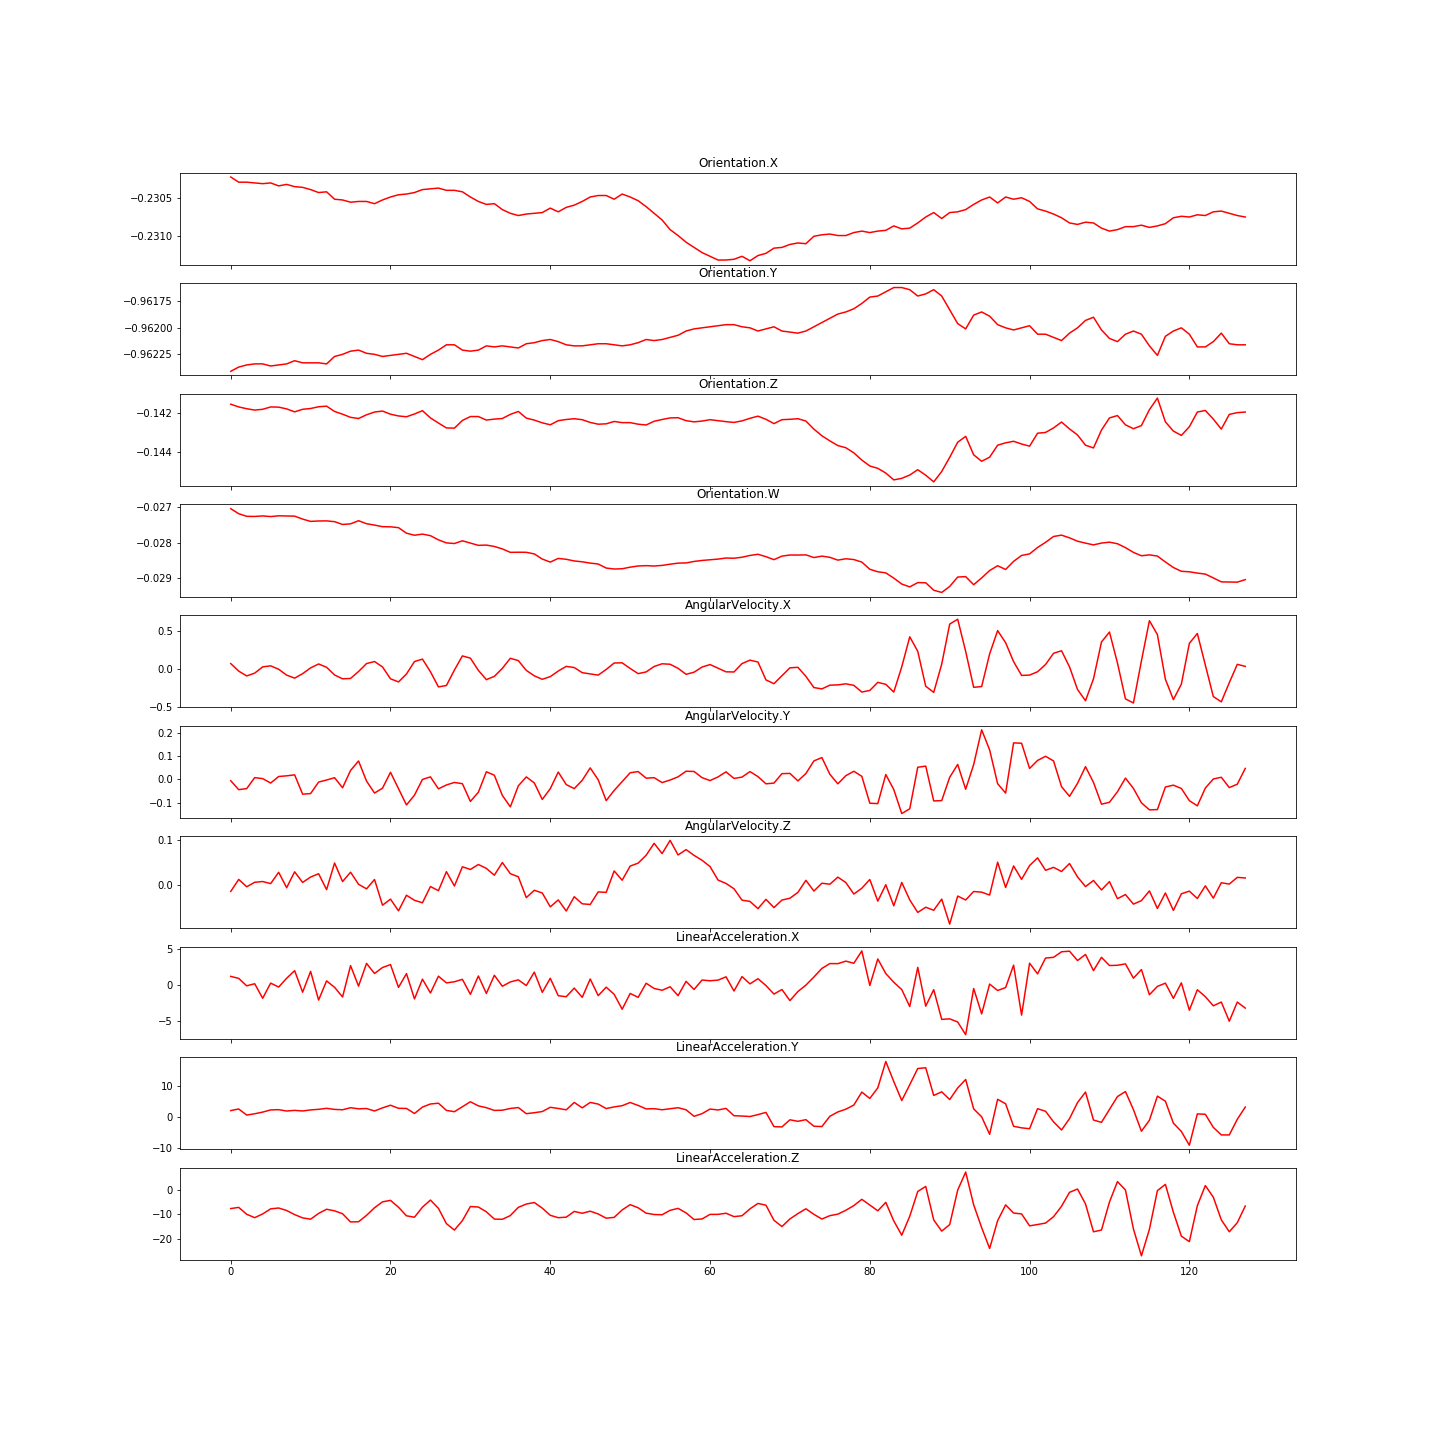 Orientation.X
−0.2305
−0.2310
Orientation.Y
−0.96175
−0.96200
−0.96225
Orientation.Z
−0.142
−0.144
Orientation.W
−0.027
−0.028
−0.029
AngularVelocity.X
0.5
0.0
−0.5
AngularVelocity.Y
0.2
0.1
0.0
−0.1
AngularVelocity.Z
0.1
0.0
LinearAcceleration.X
5
0
−5
LinearAcceleration.Y
10
0
−10
LinearAcceleration.Z
0
−10
−20
0 20 40 60 80 100 120